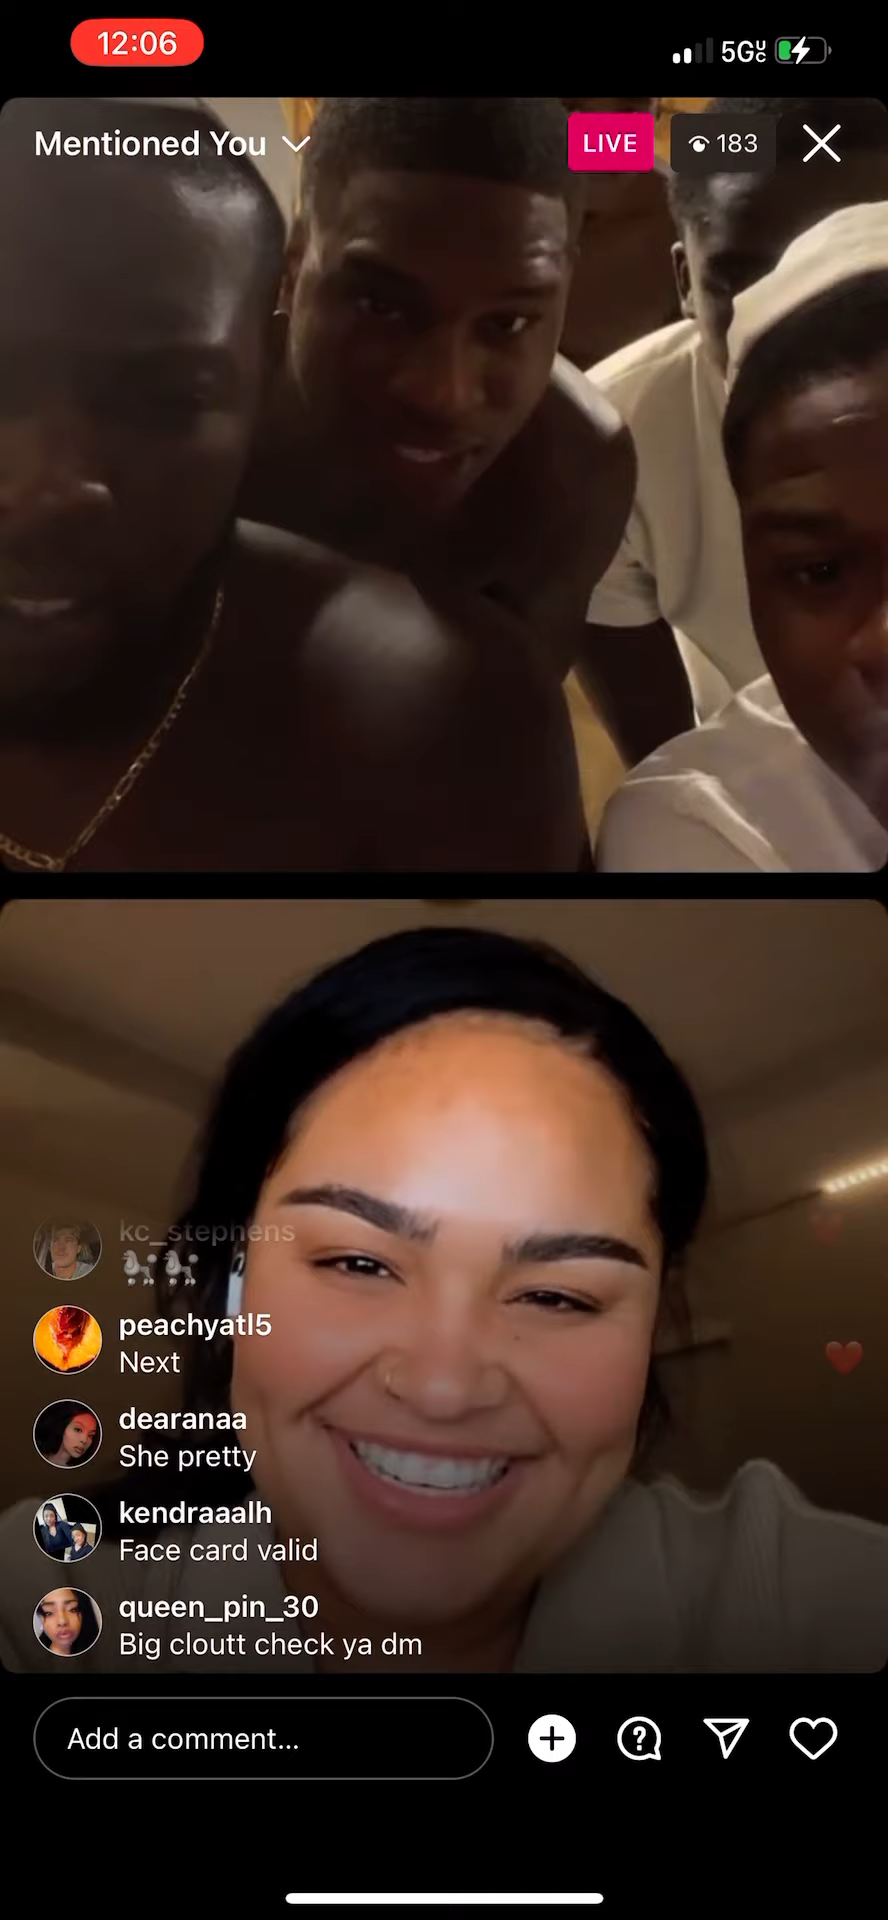 12:06
5GUC
Mentioned You
LIVE
183
kc_stephens
peachyatl5
Next
dearanaa
She pretty
kendraaalh
Face card valid
queen_pin_30
Big cloutt check ya dm
Add a comment...